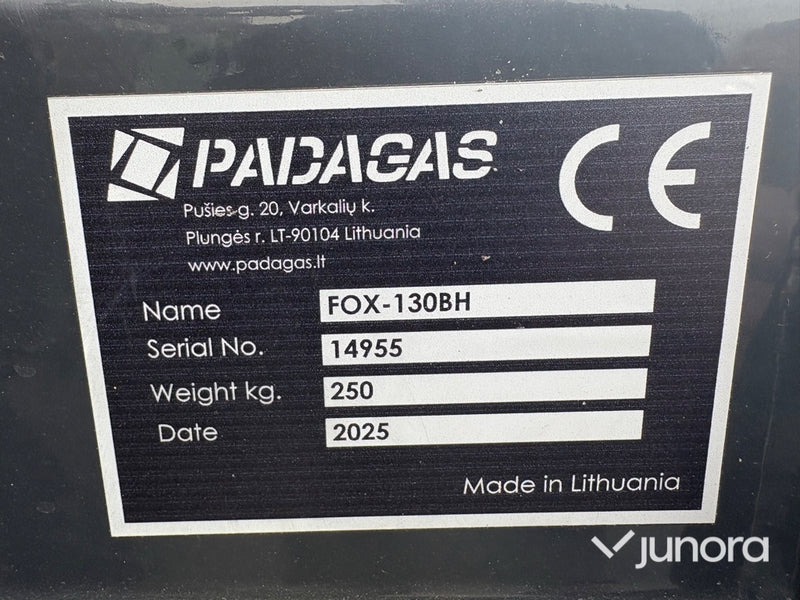 PADAGAS
CE
Pušies g. 20, Varkalių k.
Plungės r. LT-90104 Lithuania
www.padagas.lt
Name FOX-130BH
Serial No. 14955
Weight kg. 250
Date 2025
Made in Lithuania
junora